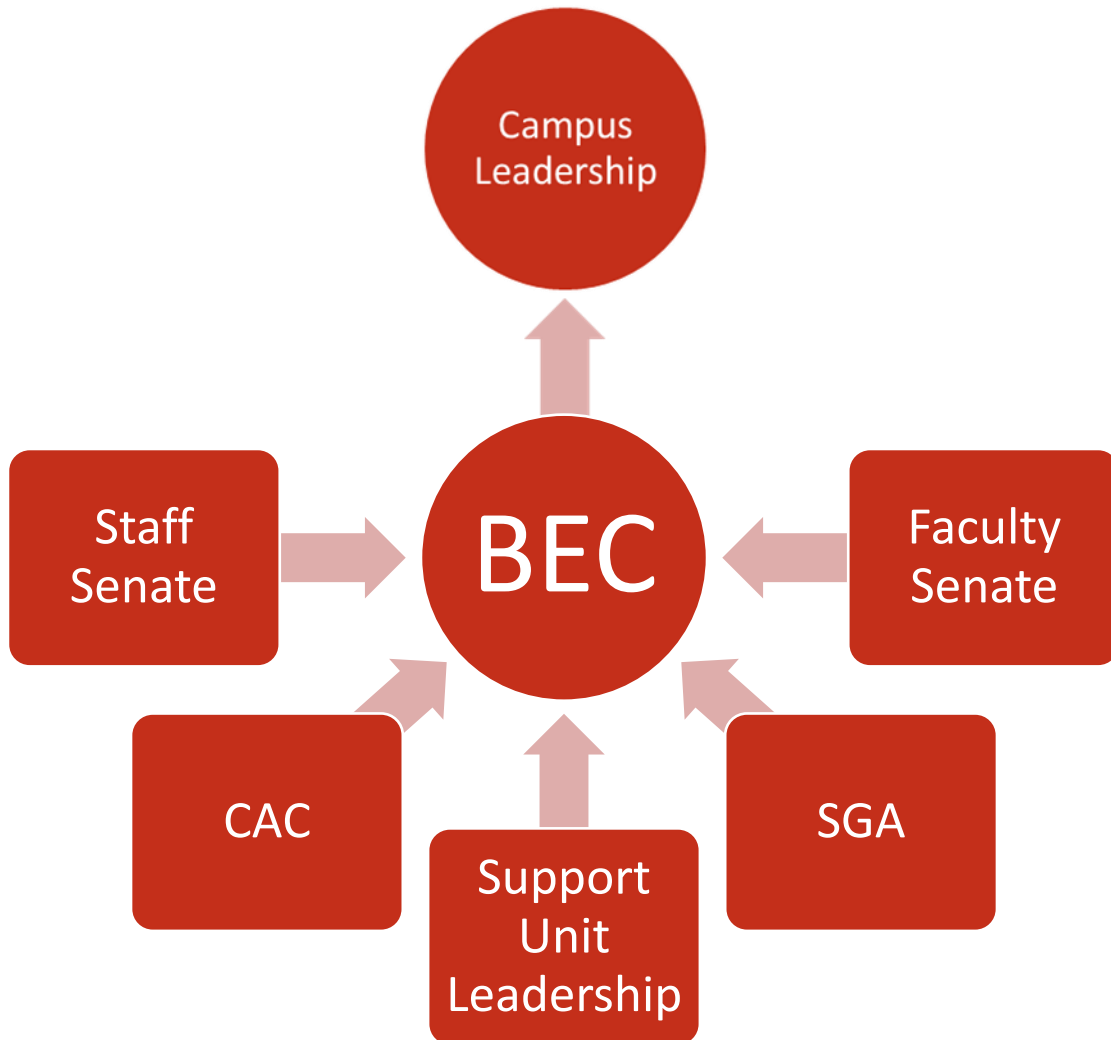 Campus
Leadership
Staff
Senate
BEC
Faculty
Senate
CAC
SGA
Support
Unit
Leadership